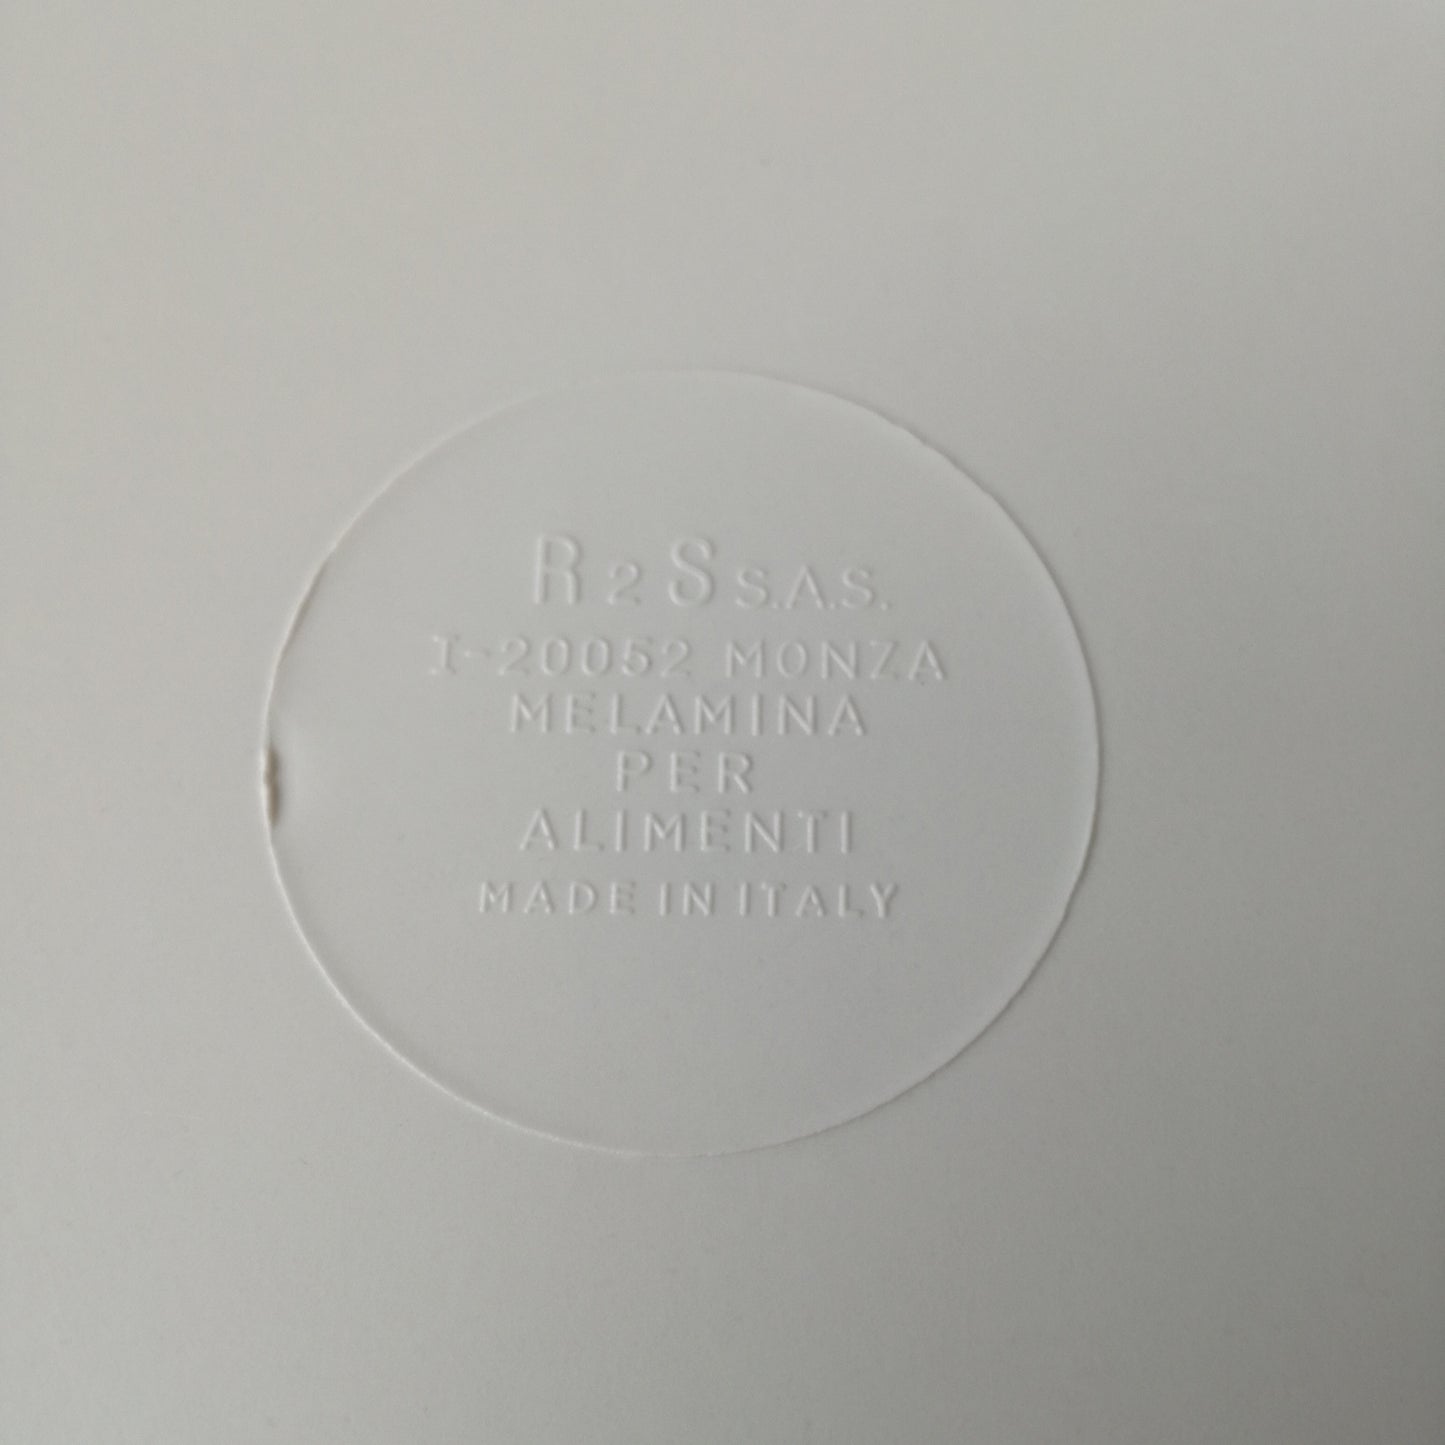 R2S S.A.S.
I-20052 MONZA
MELAMINA
PER
ALIMENTI
MADE IN ITALY